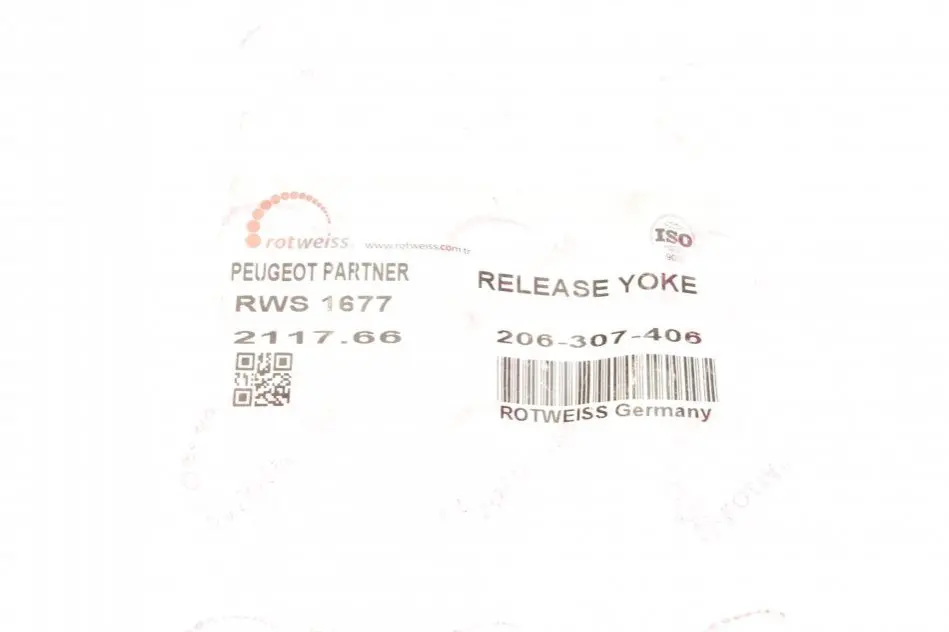 rotweiss
www.rotweiss.com.tr
ISO
PEUGEOT PARTNER
RELEASE YOKE
RWS 1677
2117.66
206-307-406
ROTWEISS Germany